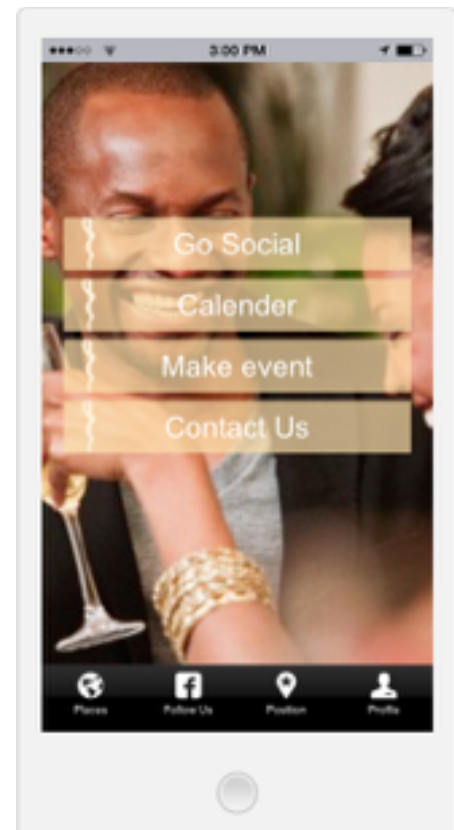 3:00 PM
Go Social
Calender
Make event
Contact Us
Places
Follow Us
Position
Profile